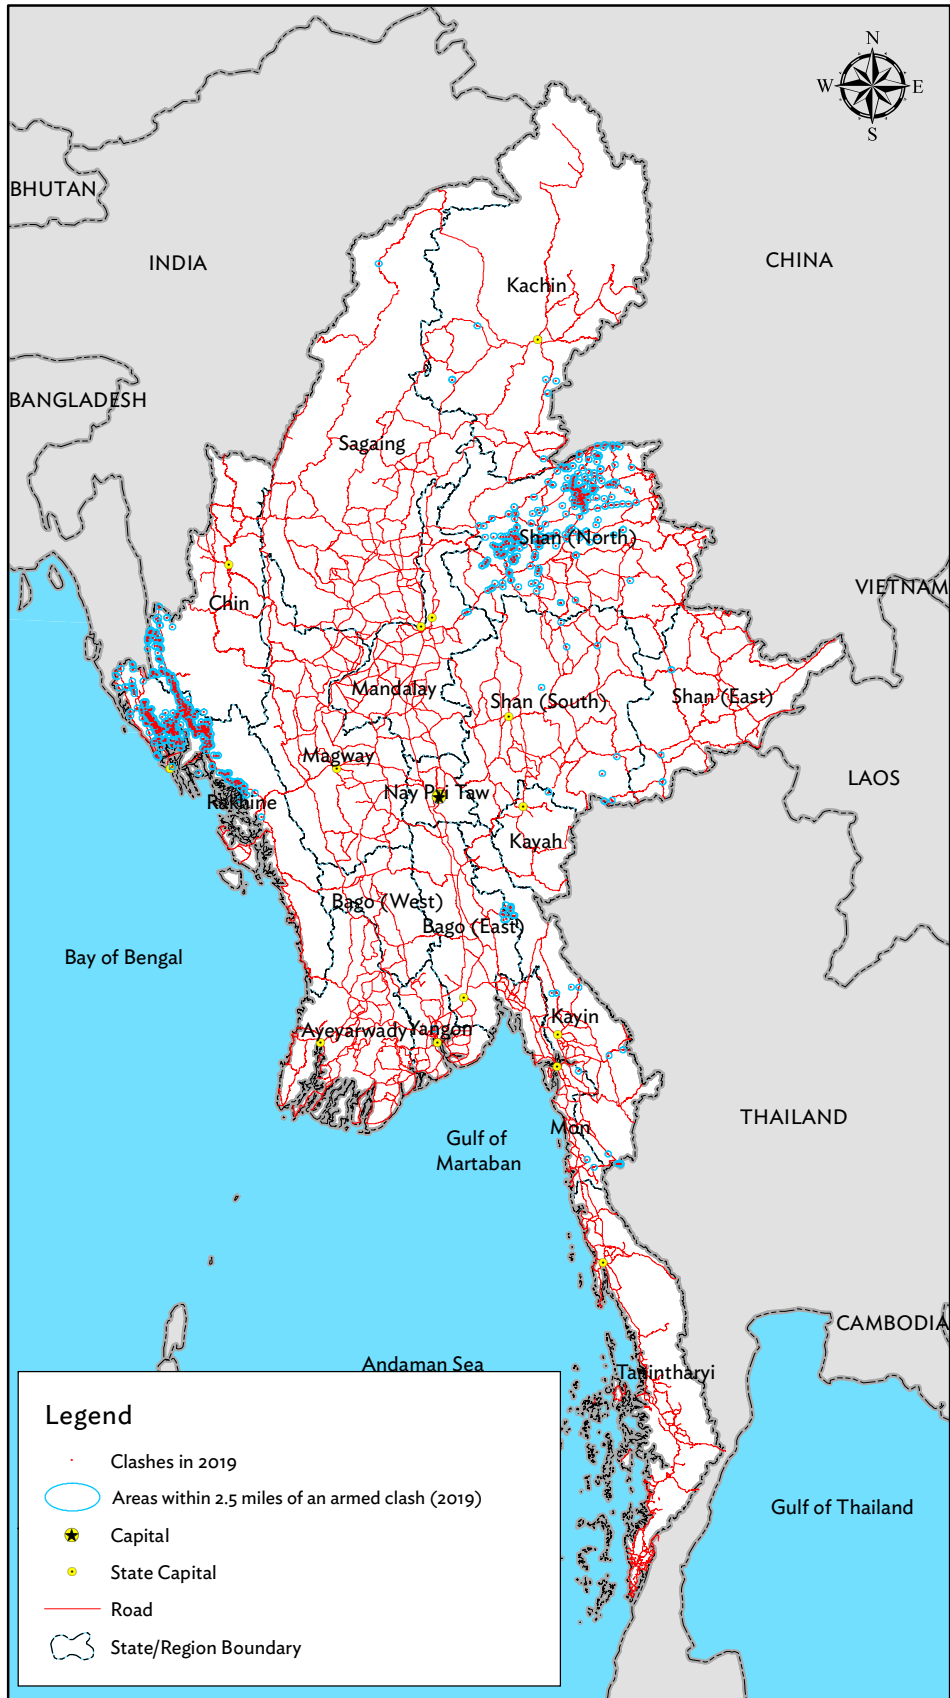 N
W
E
S
BHUTAN
INDIA
CHINA
Kachin
BANGLADESH
Sagaing
Shan (North)
VIETNAM
Chin
Mandalay
Shan (South)
Shan (East)
Magway
LAOS
Nay Pyi Taw
Rakhine
Kayah
Bago (West)
Bago (East)
Bay of Bengal
Kayin
Ayeyarwady
Yangon
THAILAND
Mon
Gulf of
Martaban
CAMBODIA
Andaman Sea
Tanintharyi
Legend
Clashes in 2019
Areas within 2.5 miles of an armed clash (2019)
Capital
State Capital
Road
State/Region Boundary
Gulf of Thailand